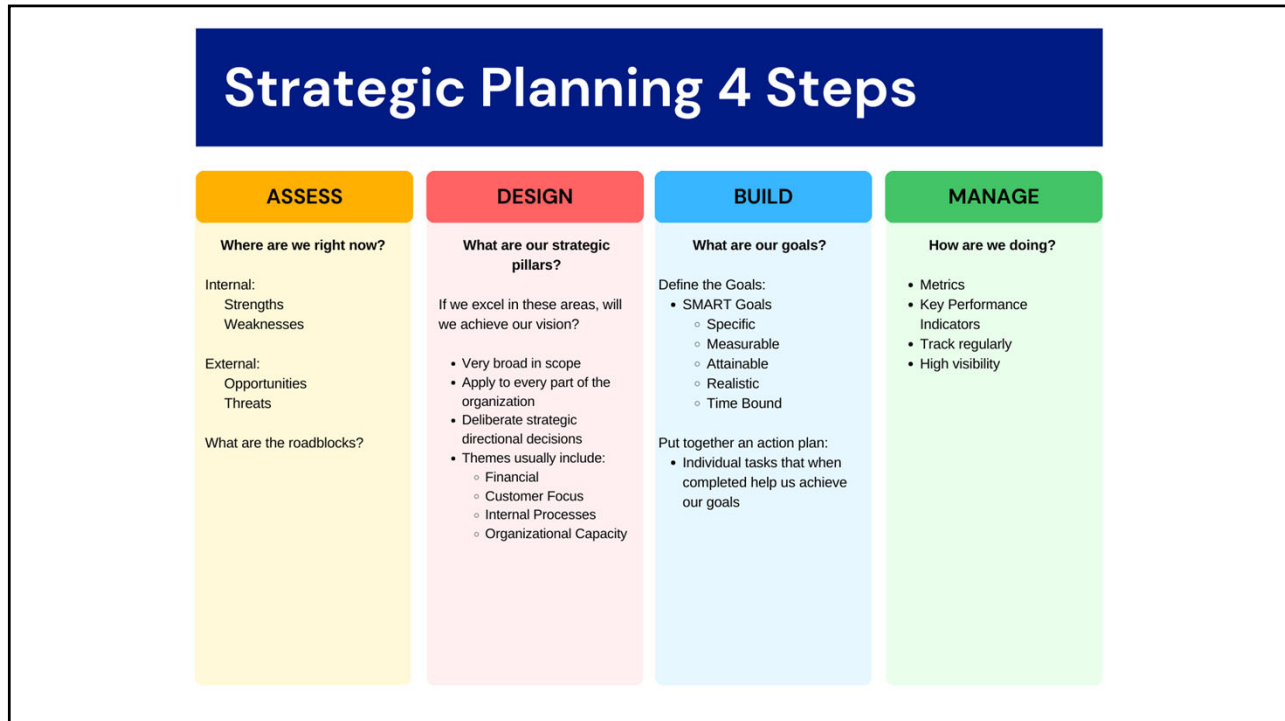 Strategic Planning 4 Steps
ASSESS
Where are we right now?
Internal:
Strengths
Weaknesses
External:
Opportunities
Threats
What are the roadblocks?
DESIGN
What are our strategic
pillars?
If we excel in these areas, will
we achieve our vision?
• Very broad in scope
• Apply to every part of the
organization
• Deliberate strategic
directional decisions
• Themes usually include:
◦ Financial
◦ Customer Focus
◦ Internal Processes
◦ Organizational Capacity
BUILD
What are our goals?
Define the Goals:
• SMART Goals
◦ Specific
◦ Measurable
◦ Attainable
◦ Realistic
◦ Time Bound
Put together an action plan:
• Individual tasks that when
completed help us achieve
our goals
MANAGE
How are we doing?
• Metrics
• Key Performance
Indicators
• Track regularly
• High visibility